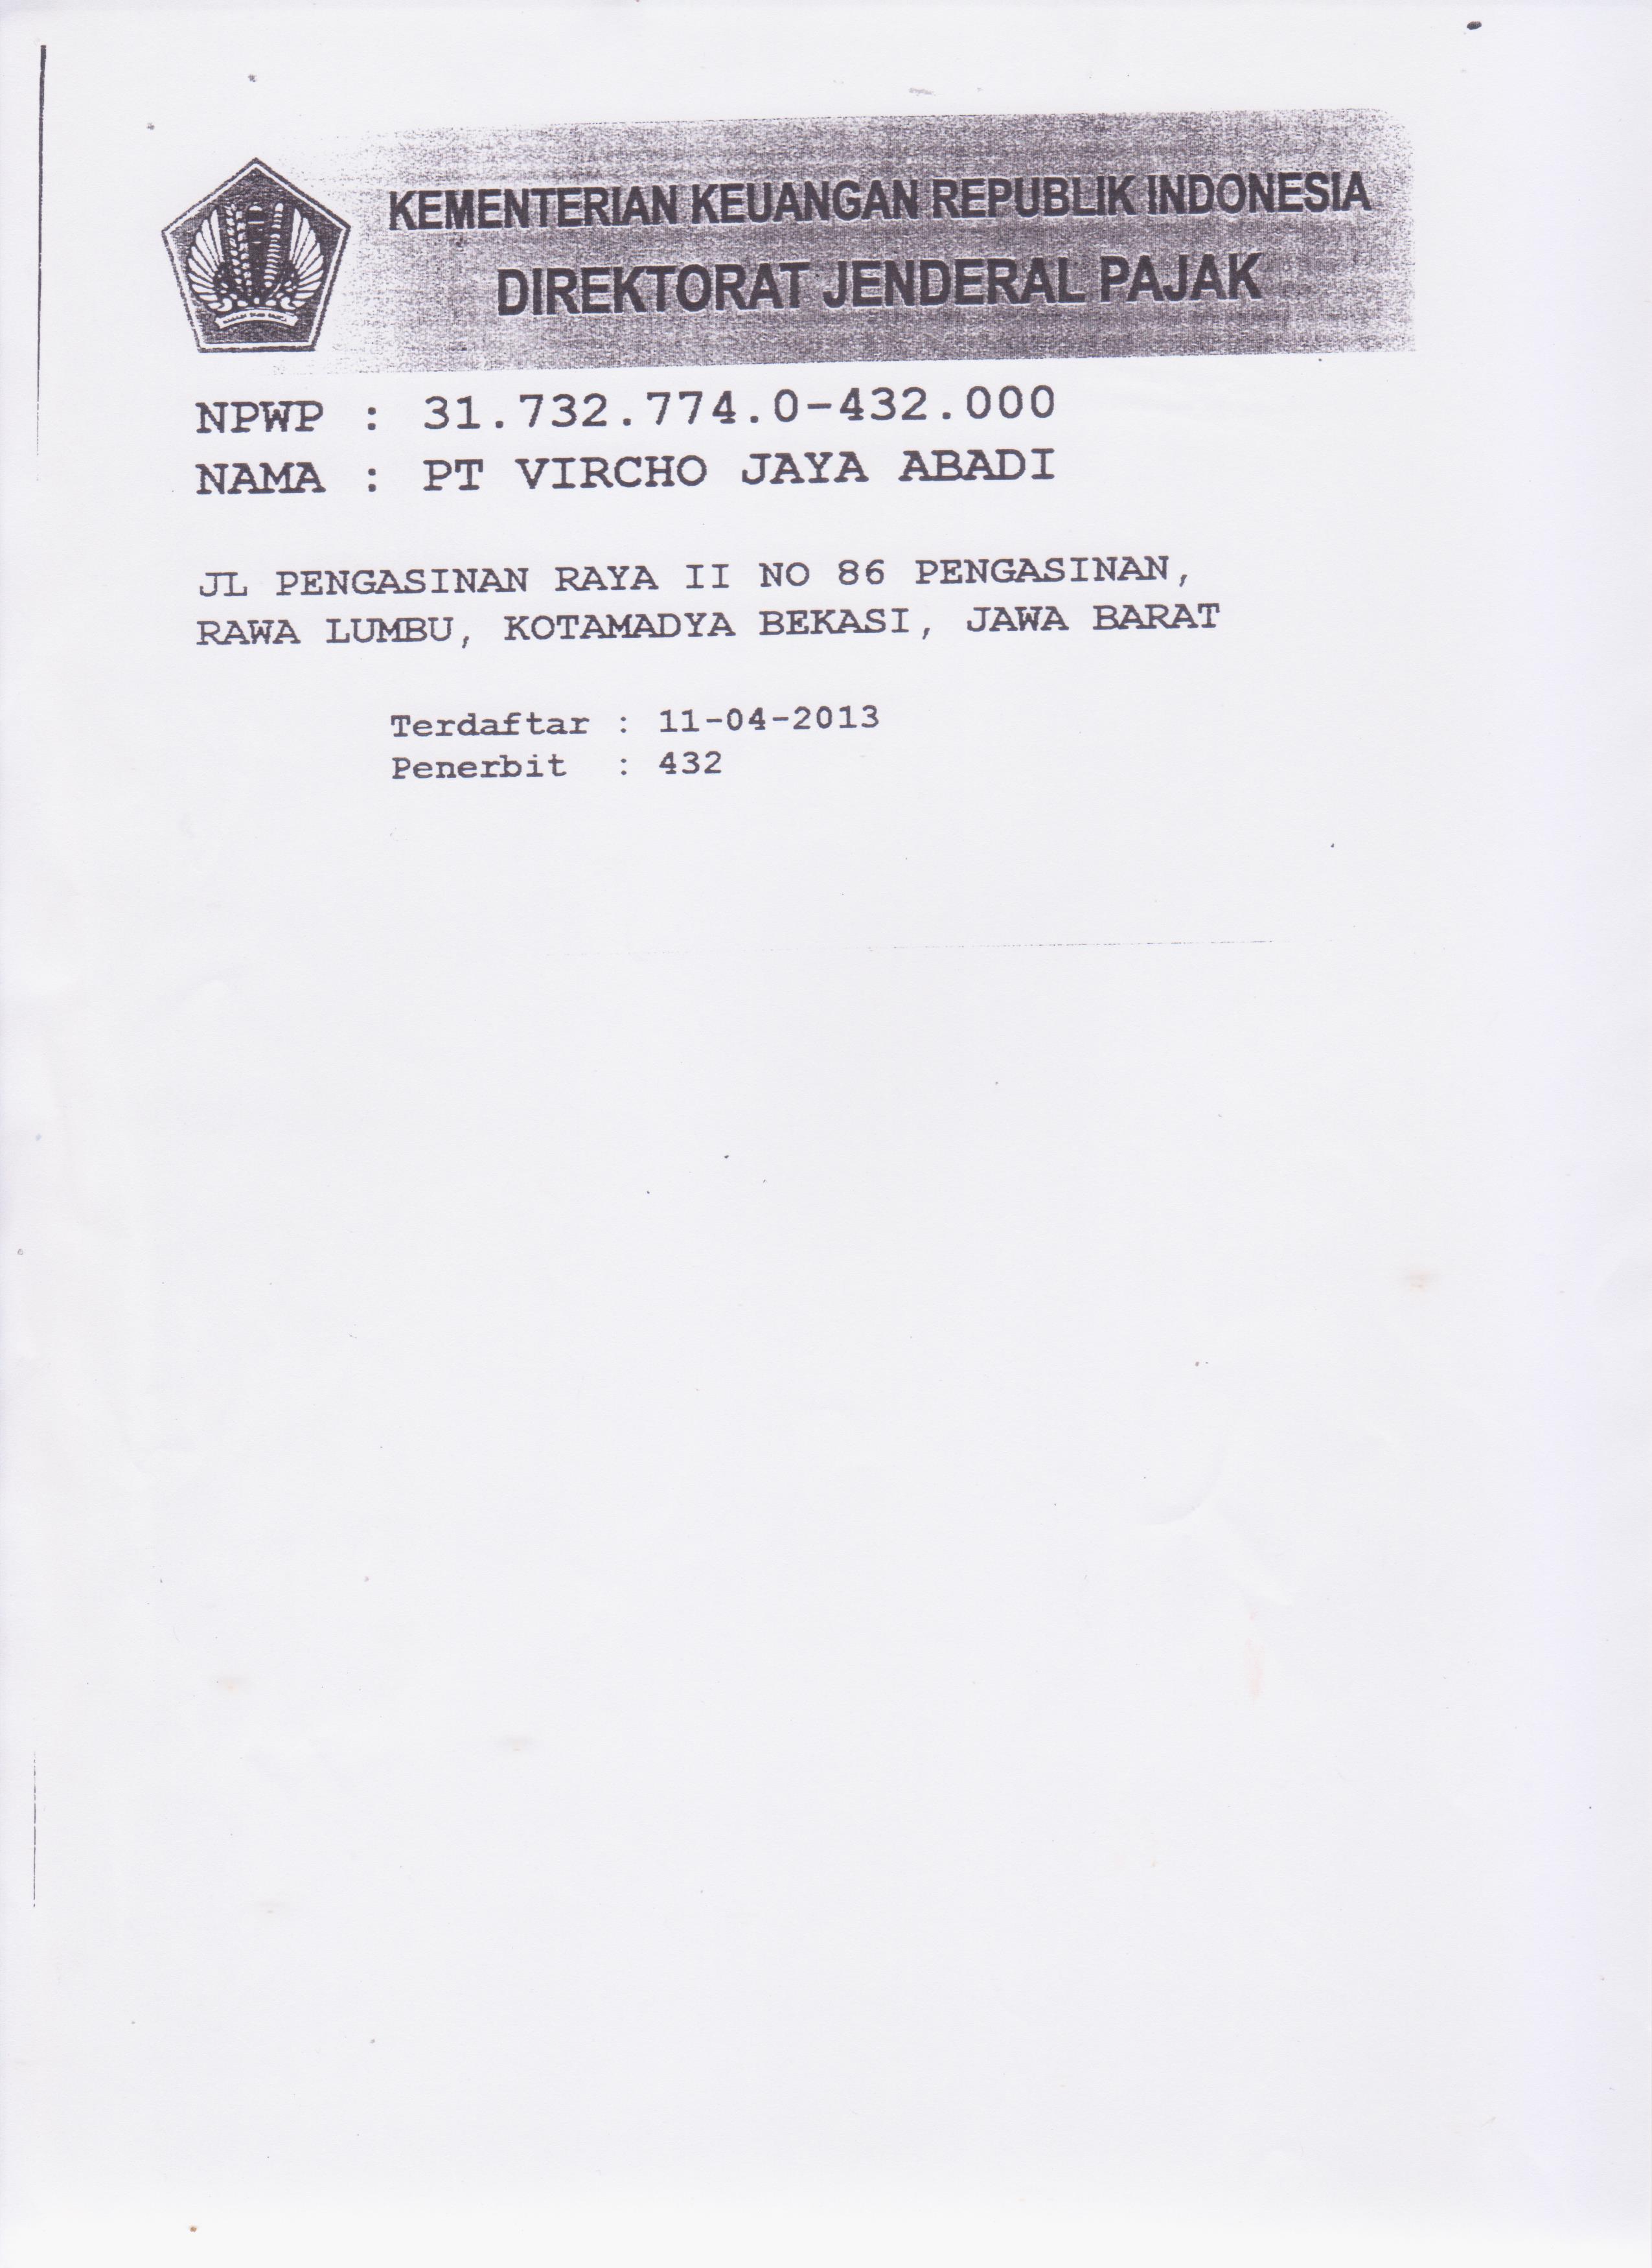 KEMENTERIAN KEUANGAN REPUBLIK INDONESIA
DIREKTORAT JENDERAL PAJAK
NPWP : 31.732.774.0-432.000
NAMA : PT VIRCHO JAYA ABADI
JL PENGASINAN RAYA II NO 86 PENGASINAN,
RAWA LUMBU, KOTAMADYA BEKASI, JAWA BARAT
Terdaftar : 11-04-2013
Penerbit : 432